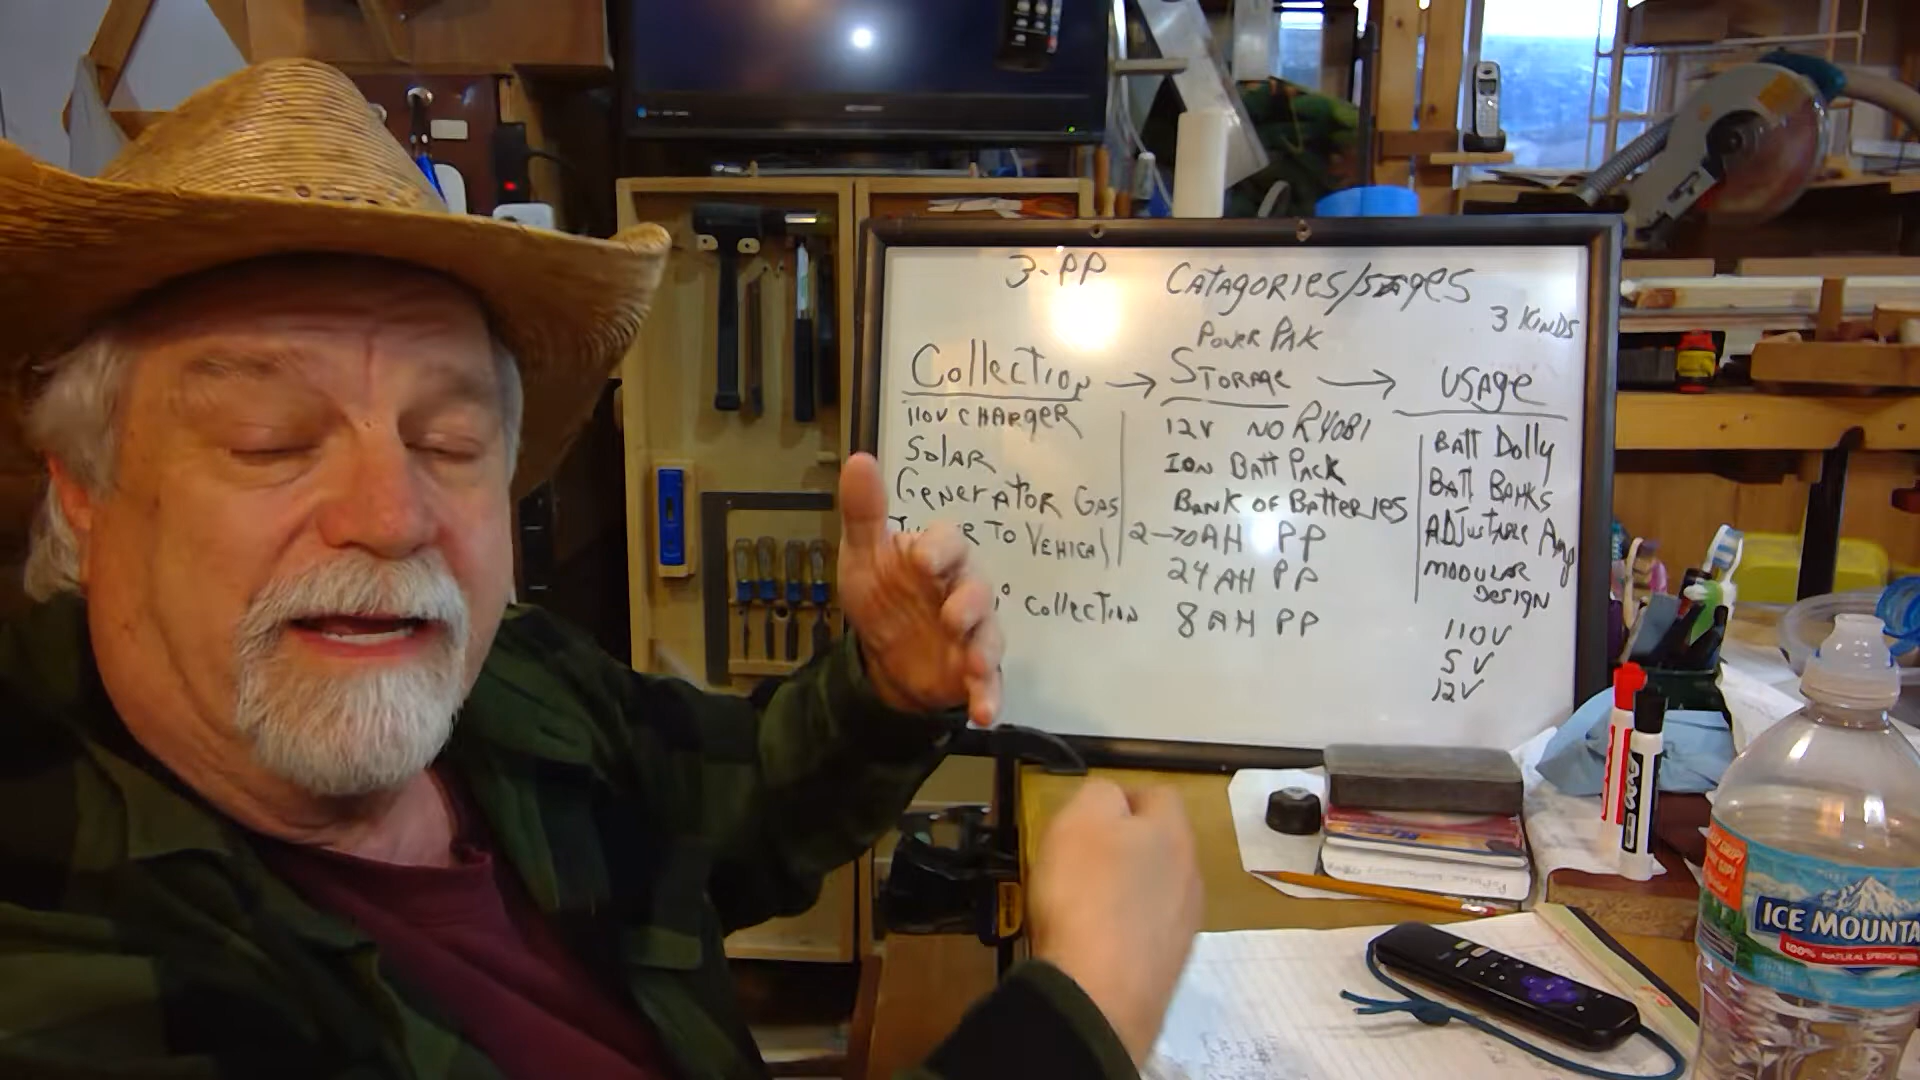 3-PP
CATAGORIES/STAGES
3 KINDS
POWER PAK
Collection → STORAGE → USAGE
110V CHARGER
SOLAR
GENERATOR GAS
TO VEHICAL
COLLECTION
12V NO RYOBI
ION BATT PACK
BANK OF BATTERIES
2→70AH PP
24AH PP
8AH PP
BATT DOLLY
BATT BANKS
ADJUSTABLE
MODULAR
DESIGN
110V
5V
12V
ICE MOUNTA
100% NATURAL SPRING